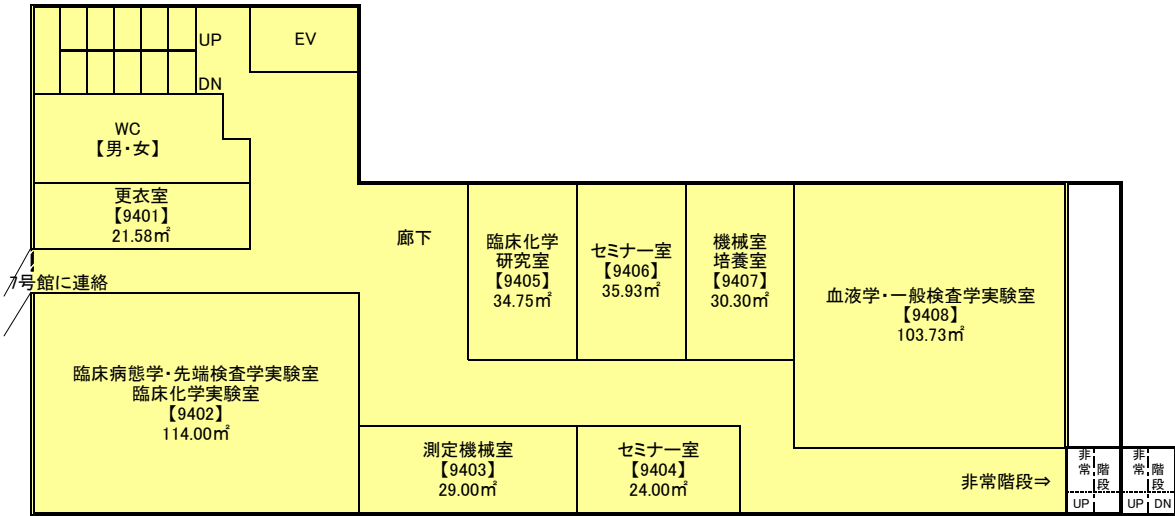 UP
EV
DN
WC
【男・女】
更衣室
【9401】
21.58㎡
7号館に連絡
廊下
臨床化学
研究室
【9405】
34.75㎡
セミナー室
【9406】
35.93㎡
機械室
培養室
【9407】
30.30㎡
血液学・一般検査学実験室
【9408】
103.73㎡
臨床病態学・先端検査学実験室
臨床化学実験室
【9402】
114.00㎡
測定機械室
【9403】
29.00㎡
セミナー室
【9404】
24.00㎡
非常階段⇒
非常
階段
UP
非常
階段
UP
DN